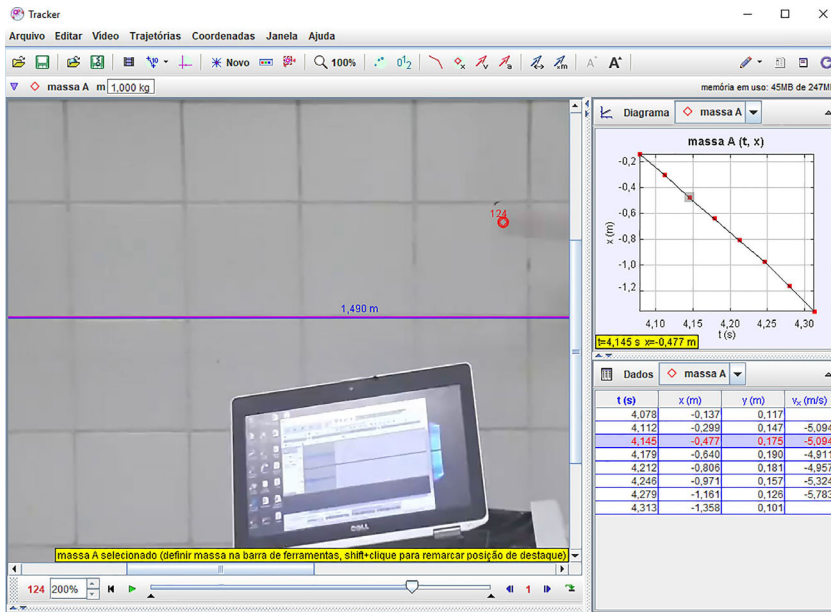 Tracker
Arquivo Editar Video Trajetórias Coordenadas Janela Ajuda
Novo 100%
massa A m 1,000 kg
memória em uso: 45MB de 247M
124
1,490 m
DELL
massa A selecionado (definir massa na barra de ferramentas, shift+clique para remarcar posição de destaque)
124 200% 1
Diagrama massa A
massa A (t, x)
-0,2
-0,4
-0,6
-0,8
-1,0
-1,2
x (m)
4,10 4,15 4,20 4,25 4,30
t (s)
t=4,145 s x=-0,477 m
Dados massa A
t (s) x (m) y (m) vₓ (m/s)
4,078 -0,137 0,117
4,112 -0,299 0,147 -5,094
4,145 -0,477 0,175 -5,094
4,179 -0,640 0,190 -4,911
4,212 -0,806 0,181 -4,957
4,246 -0,971 0,157 -5,324
4,279 -1,161 0,126 -5,783
4,313 -1,358 0,101